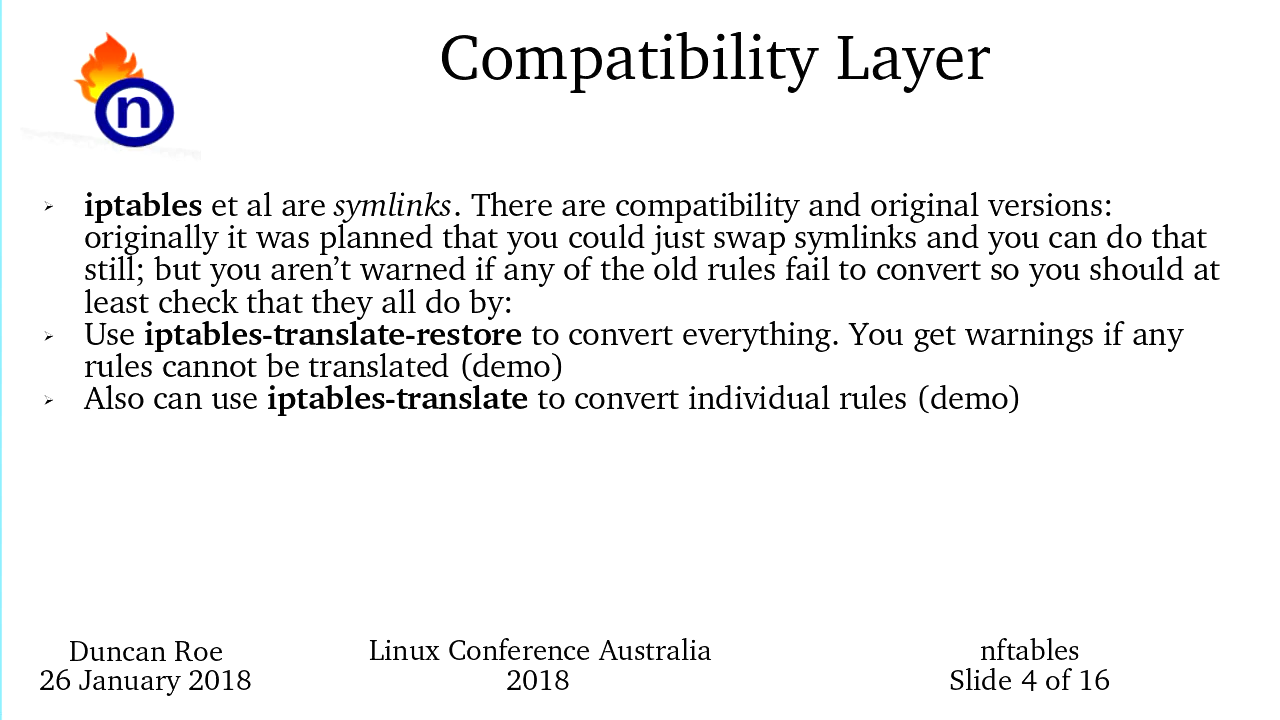 Compatibility Layer
n
➢ iptables et al are symlinks. There are compatibility and original versions:
originally it was planned that you could just swap symlinks and you can do that
still; but you aren’t warned if any of the old rules fail to convert so you should at
least check that they all do by:
➢ Use iptables-translate-restore to convert everything. You get warnings if any
rules cannot be translated (demo)
➢ Also can use iptables-translate to convert individual rules (demo)
Duncan Roe
26 January 2018
Linux Conference Australia
2018
nftables
Slide 4 of 16